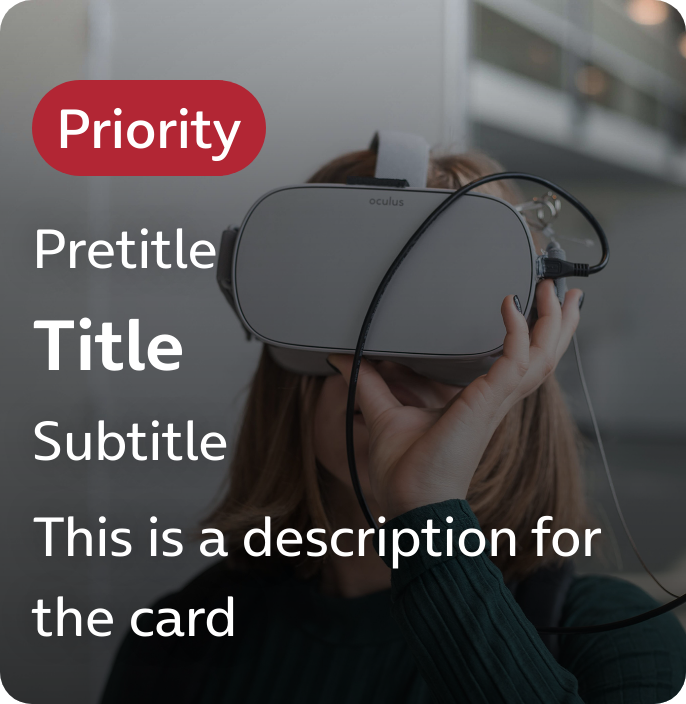 Priority
oculus
Pretitle
Title
Subtitle
This is a description for
the card